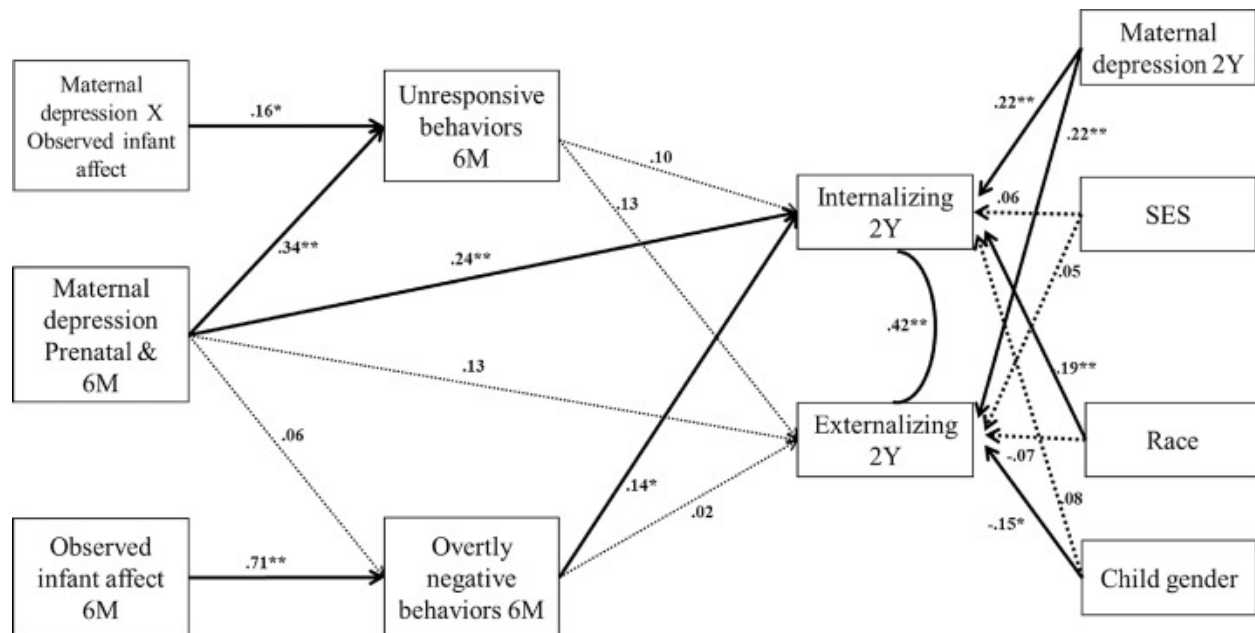 Maternal
depression X
Observed infant
affect
.16*
Unresponsive
behaviors
6M
Maternal
depression 2Y
.22**
.22**
.10
.13
Internalizing
2Y
.06
SES
.34**
.24**
.05
Maternal
depression
Prenatal &
6M
.42**
.13
.19**
.06
Externalizing
2Y
-.07
Race
.14*
.02
.08
-.15*
Observed
infant affect
6M
.71**
Overtly
negative
behaviors 6M
Child gender